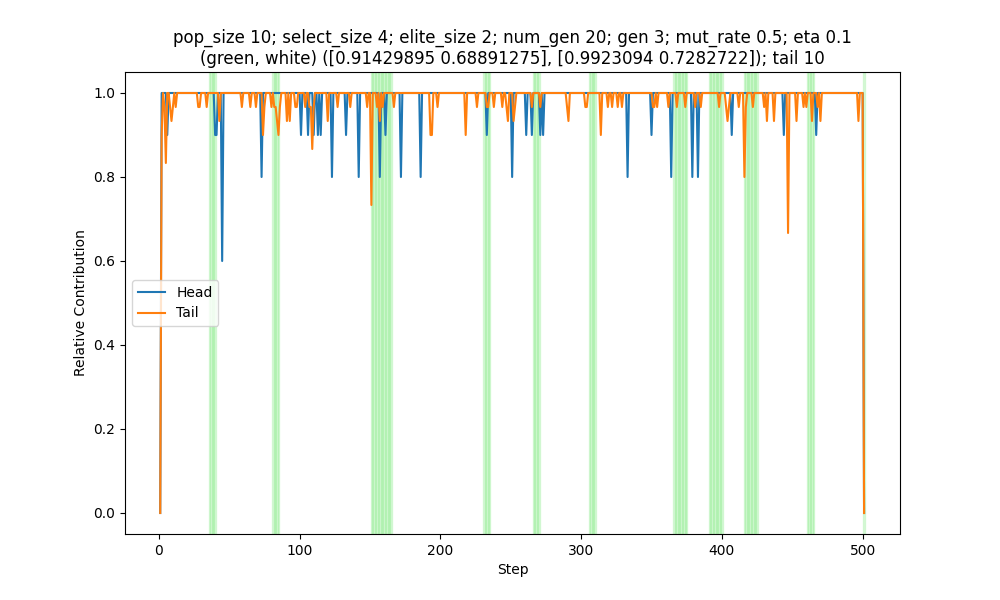 pop_size 10; select_size 4; elite_size 2; num_gen 20; gen 3; mut_rate 0.5; eta 0.1
(green, white) ([0.91429895 0.68891275], [0.9923094 0.7282722]); tail 10
1.0
0.8
0.6
0.4
0.2
0.0
Relative Contribution
Head
Tail
0
100
200
300
400
500
Step